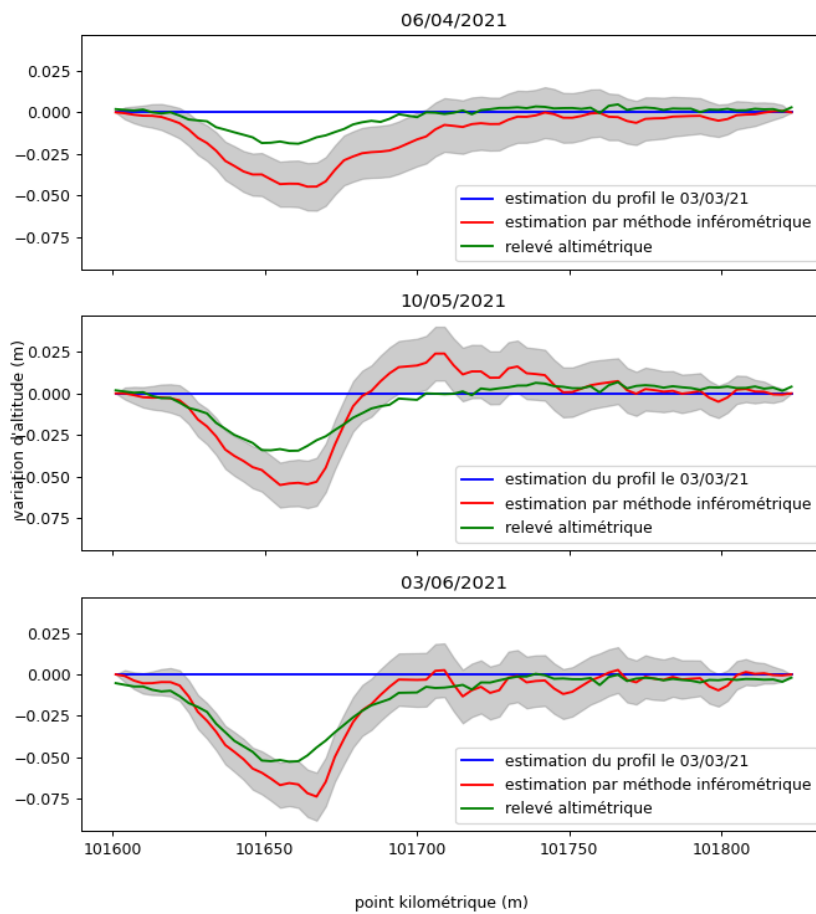 06/04/2021
0.025
0.000
−0.025
−0.050
−0.075
estimation du profil le 03/03/21
estimation par méthode inférométrique
relevé altimétrique
10/05/2021
variation d'altitude (m)
0.025
0.000
−0.025
−0.050
−0.075
estimation du profil le 03/03/21
estimation par méthode inférométrique
relevé altimétrique
03/06/2021
0.025
0.000
−0.025
−0.050
−0.075
estimation du profil le 03/03/21
estimation par méthode inférométrique
relevé altimétrique
101600 101650 101700 101750 101800
point kilométrique (m)